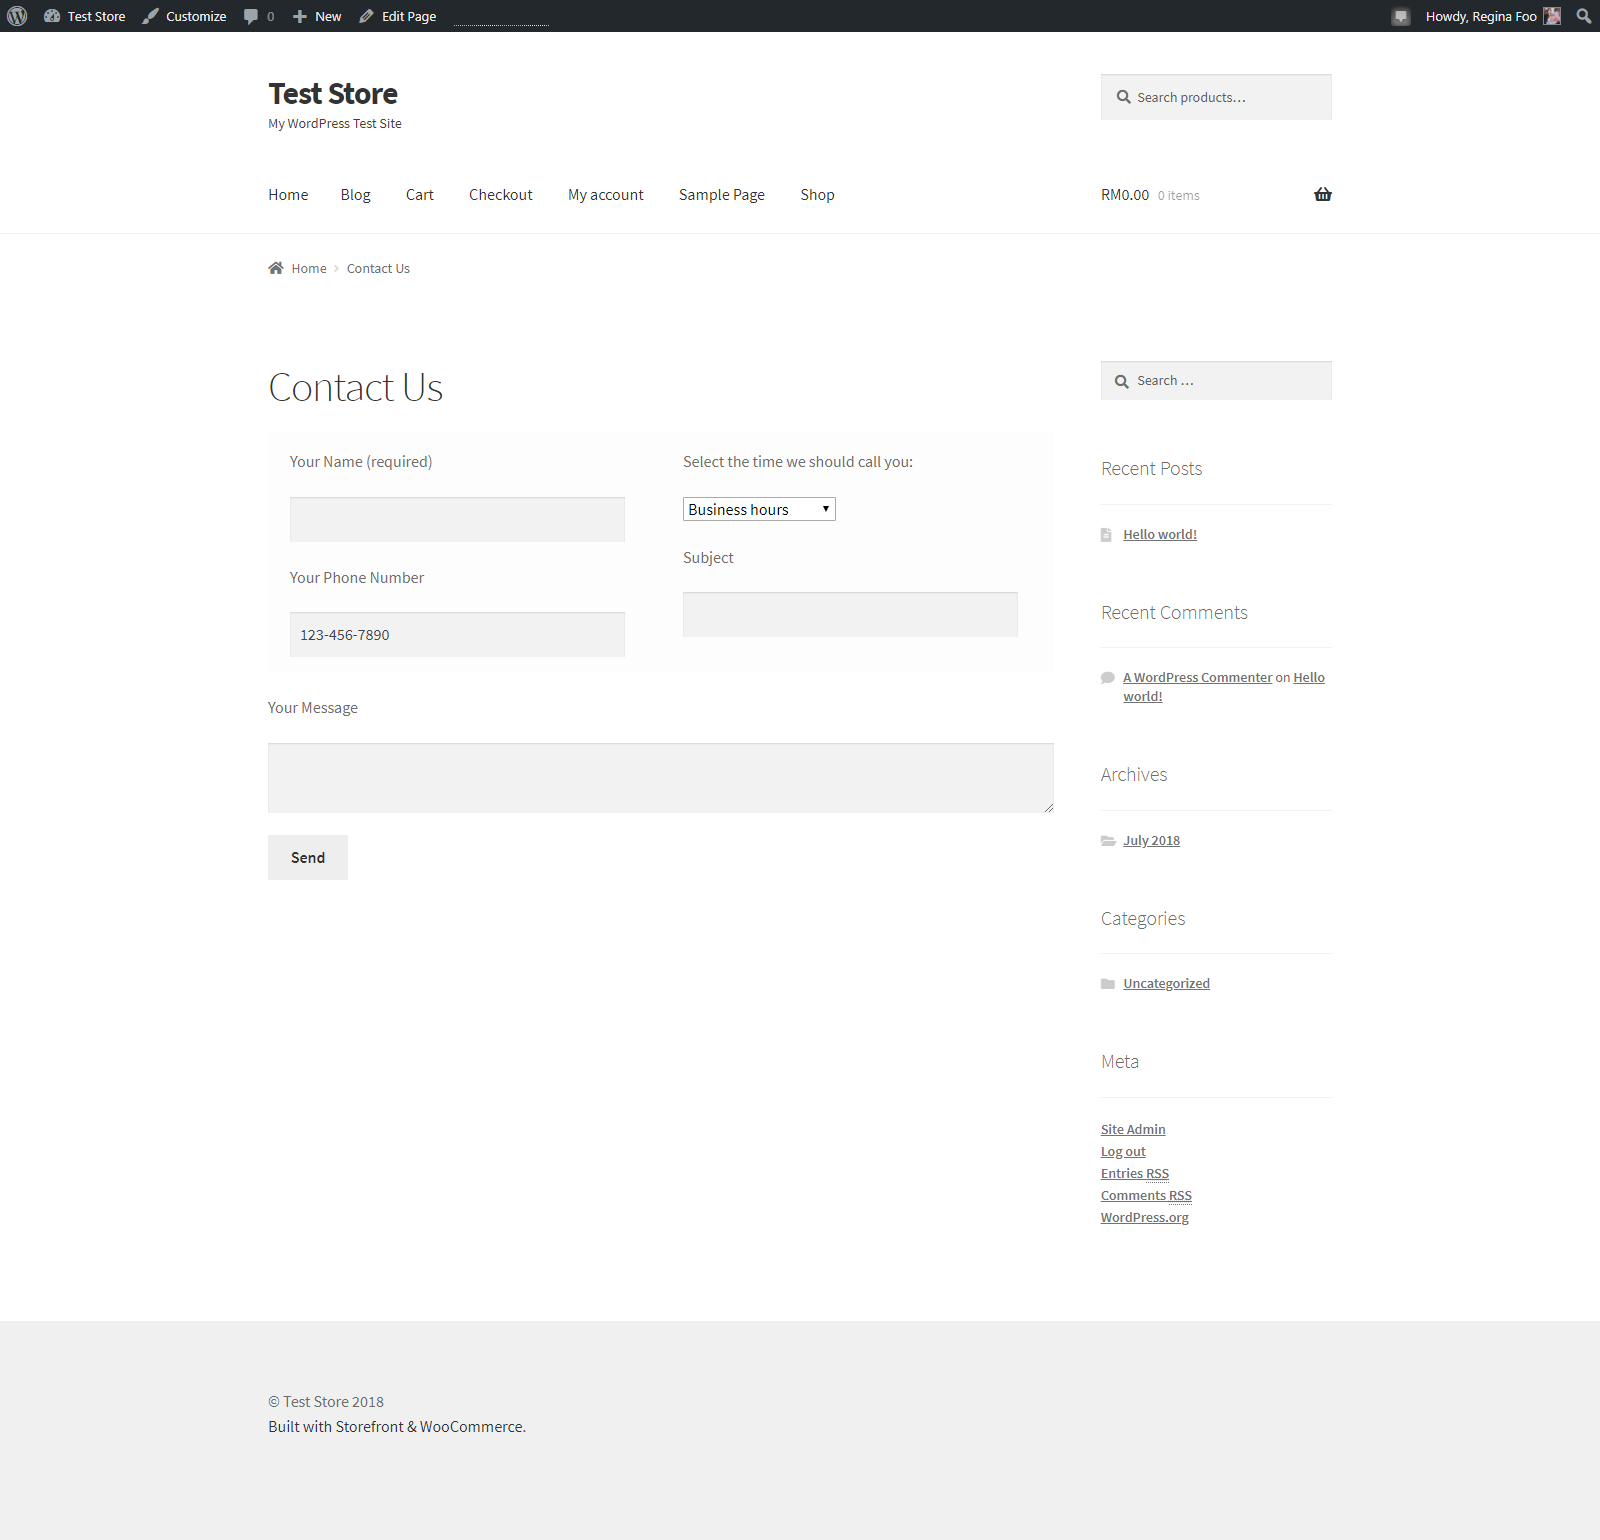 Test Store Customize 0 New Edit Page Howdy, Regina Foo
Test Store
My WordPress Test Site
Search products…
Home Blog Cart Checkout My account Sample Page Shop RM0.00 0 items
Home Contact Us
Contact Us
Search …
Your Name (required)
Select the time we should call you:
Business hours
Subject
Your Phone Number
123-456-7890
Your Message
Send
Recent Posts
Hello world!
Recent Comments
A WordPress Commenter on Hello
world!
Archives
July 2018
Categories
Uncategorized
Meta
Site Admin
Log out
Entries RSS
Comments RSS
WordPress.org
© Test Store 2018
Built with Storefront & WooCommerce.